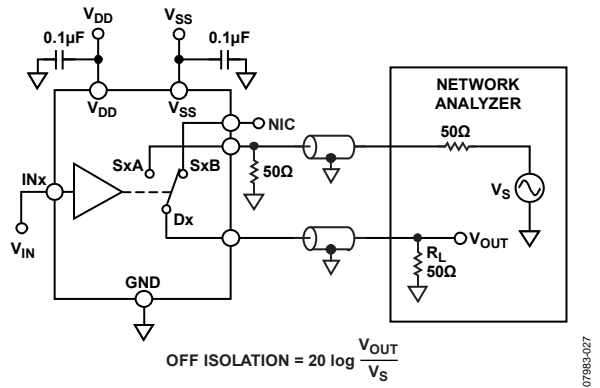 VDD
VSS
0.1µF
0.1µF
VDD
VSS
NIC
SxA
SxB
50Ω
INx
Dx
VIN
GND
NETWORK
ANALYZER
50Ω
VS
VOUT
RL
50Ω
OFF ISOLATION = 20 log VOUT
VS
07983-027